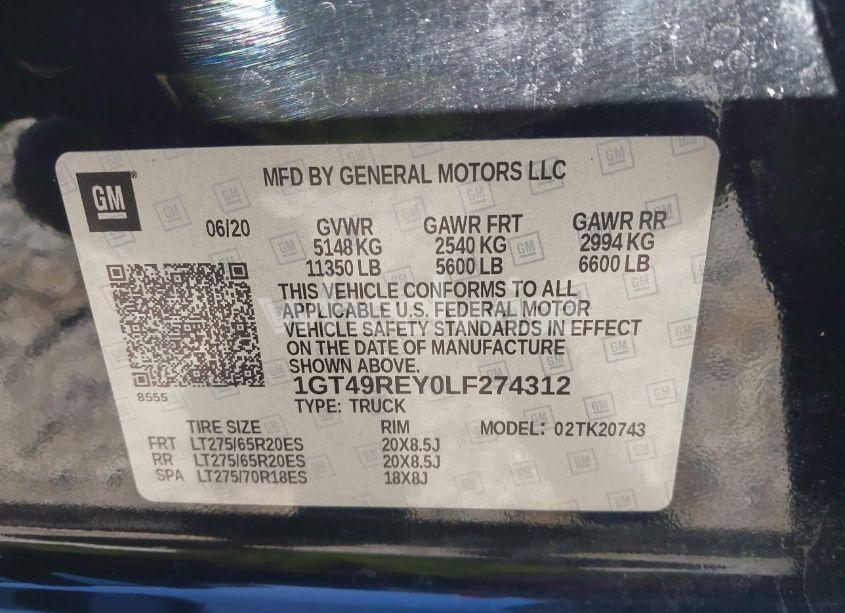 GM
MFD BY GENERAL MOTORS LLC
06/20 GVWR GAWR FRT GAWR RR
5148 KG 2540 KG 2994 KG
11350 LB 5600 LB 6600 LB
THIS VEHICLE CONFORMS TO ALL
APPLICABLE U.S. FEDERAL MOTOR
VEHICLE SAFETY STANDARDS IN EFFECT
ON THE DATE OF MANUFACTURE
SHOWN ABOVE.
1GT49REY0LF274312
8555
TYPE: TRUCK
TIRE SIZE RIM MODEL: 02TK20743
FRT LT275/65R20ES 20X8.5J
RR LT275/65R20ES 20X8.5J
SPA LT275/70R18ES 18X8J